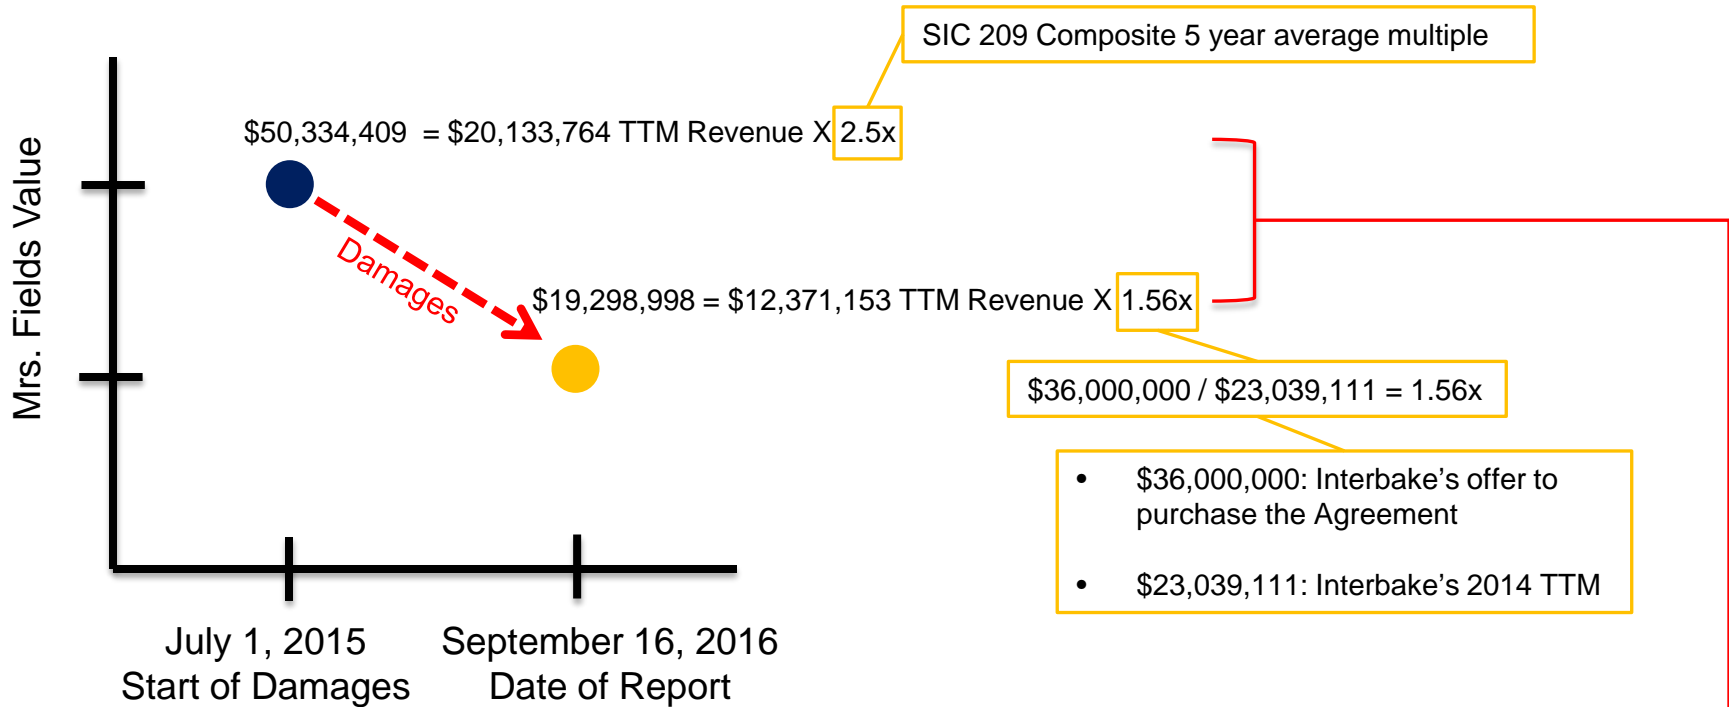 SIC 209 Composite 5 year average multiple
$50,334,409 = $20,133,764 TTM Revenue X 2.5x
Mrs. Fields Value
Damages
$19,298,998 = $12,371,153 TTM Revenue X 1.56x
$36,000,000 / $23,039,111 = 1.56x
• $36,000,000: Interbake’s offer to
purchase the Agreement
• $23,039,111: Interbake’s 2014 TTM
July 1, 2015
Start of Damages
September 16, 2016
Date of Report